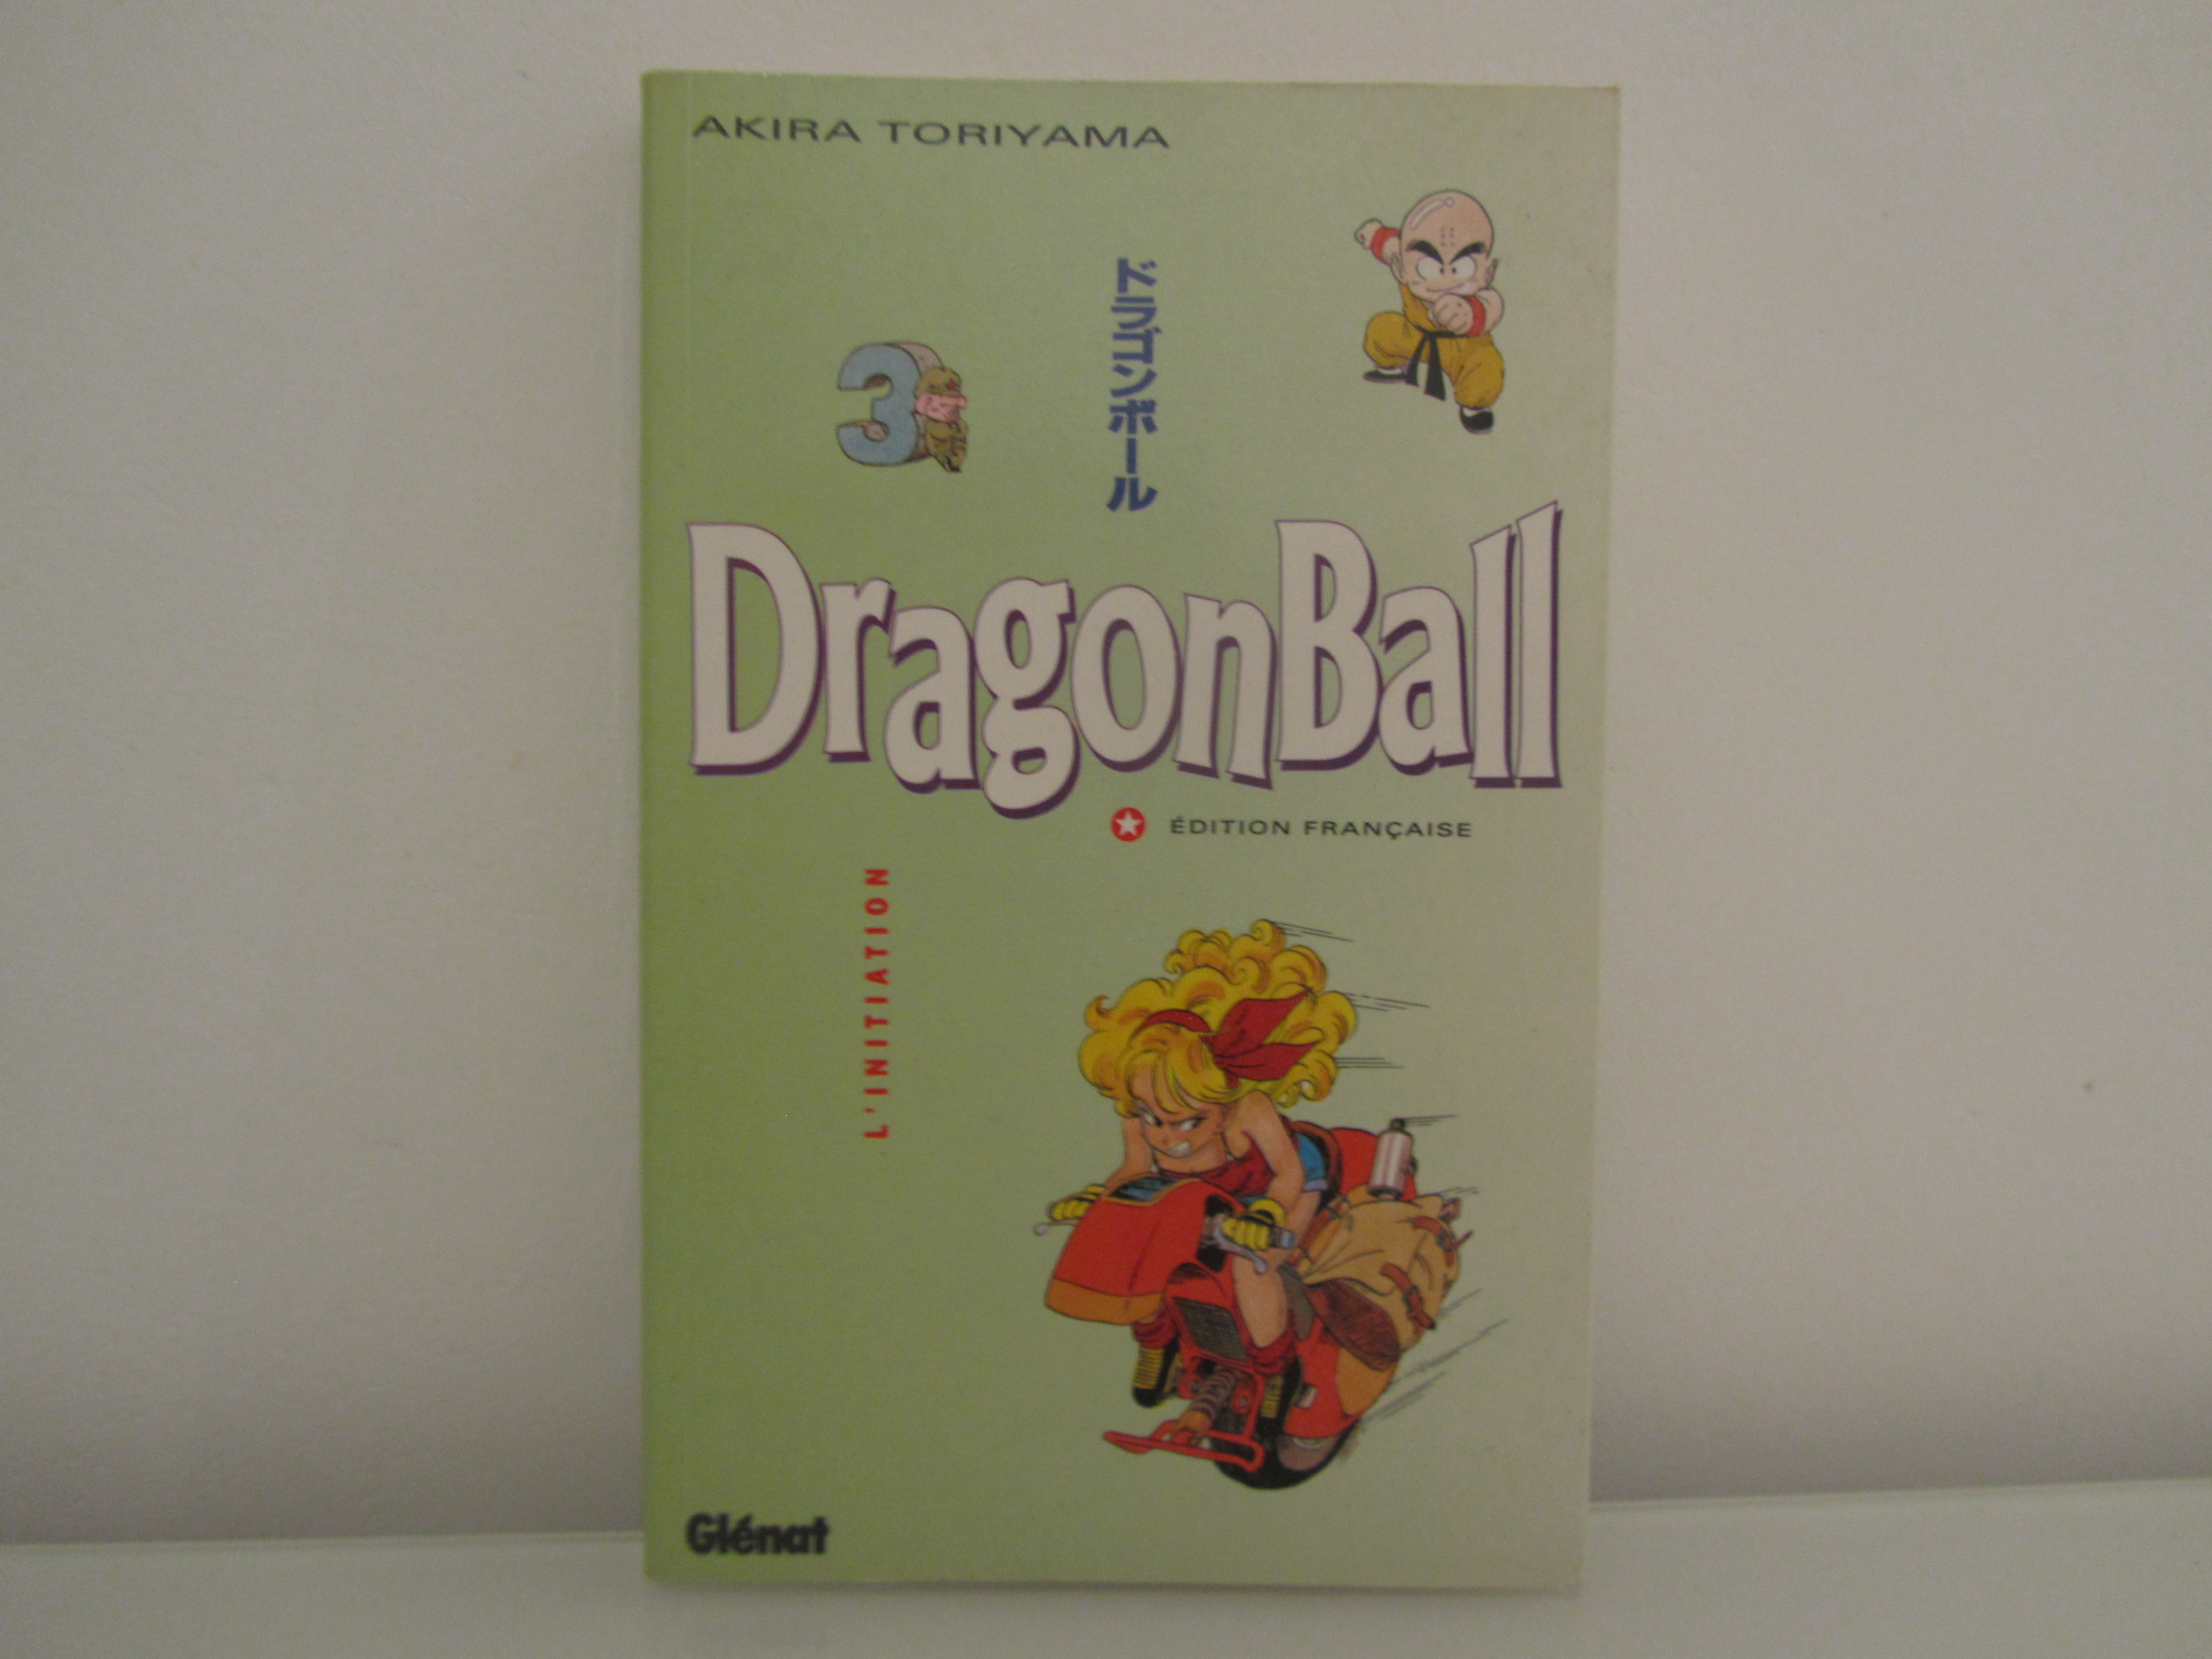 AKIRA TORIYAMA
3
ドラゴンボール
DragonBall
ÉDITION FRANÇAISE
L'INITIATION
Glénat